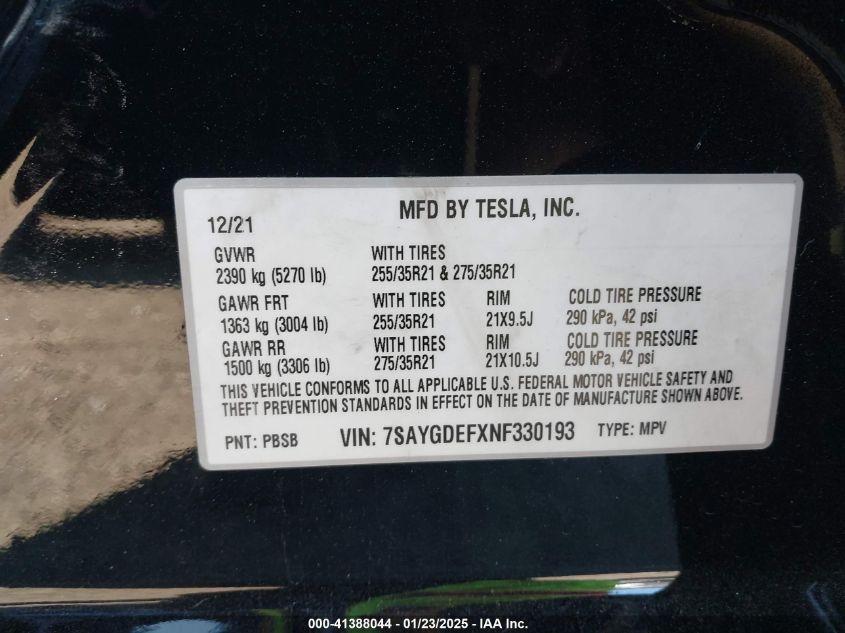 MFD BY TESLA, INC.
12/21
GVWR WITH TIRES
2390 kg (5270 lb) 255/35R21 & 275/35R21
GAWR FRT WITH TIRES RIM COLD TIRE PRESSURE
1363 kg (3004 lb) 255/35R21 21X9.5J 290 kPa, 42 psi
GAWR RR WITH TIRES RIM COLD TIRE PRESSURE
1500 kg (3306 lb) 275/35R21 21X10.5J 290 kPa, 42 psi
THIS VEHICLE CONFORMS TO ALL APPLICABLE U.S. FEDERAL MOTOR VEHICLE SAFETY AND
THEFT PREVENTION STANDARDS IN EFFECT ON THE DATE OF MANUFACTURE SHOWN ABOVE.
PNT: PBSB VIN: 7SAYGDEFXNF330193 TYPE: MPV
000-41388044 - 01/23/2025 - IAA Inc.